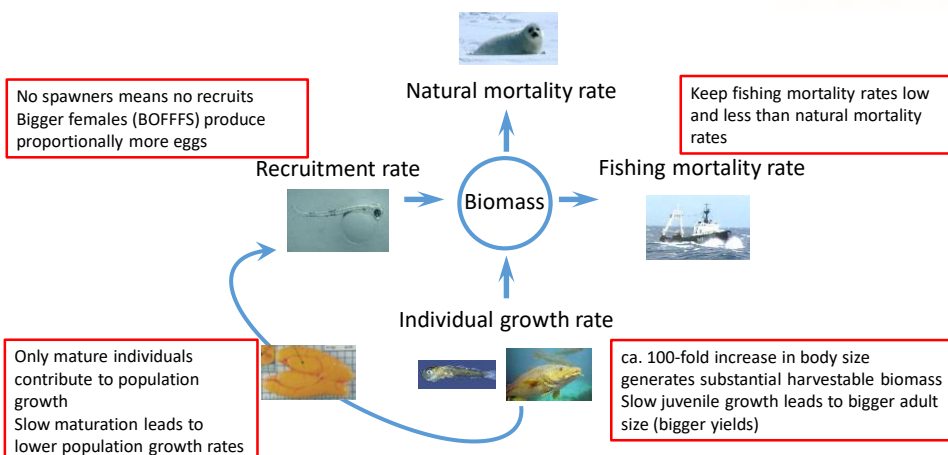 No spawners means no recruits
Bigger females (BOFFFS) produce
proportionally more eggs
Natural mortality rate
Keep fishing mortality rates low
and less than natural mortality
rates
Recruitment rate
Fishing mortality rate
Biomass
Individual growth rate
Only mature individuals
contribute to population
growth
Slow maturation leads to
lower population growth rates
ca. 100-fold increase in body size
generates substantial harvestable biomass
Slow juvenile growth leads to bigger adult
size (bigger yields)